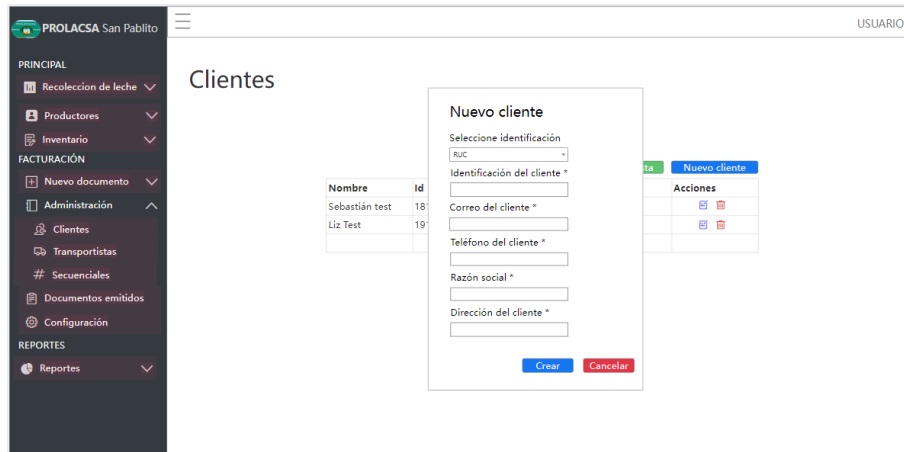 PROLACSA San Pablito
USUARIO
PRINCIPAL
Recoleccion de leche
Productores
Inventario
FACTURACIÓN
Nuevo documento
Administración
Clientes
Transportistas
Secuenciales
Documentos emitidos
Configuración
REPORTES
Reportes
Clientes
Nuevo cliente
Nombre
Id
Acciones
Sebastián test
Liz Test
Nuevo cliente
Seleccione identificación
RUC
Identificación del cliente *
Correo del cliente *
Teléfono del cliente *
Razón social *
Dirección del cliente *
Crear
Cancelar